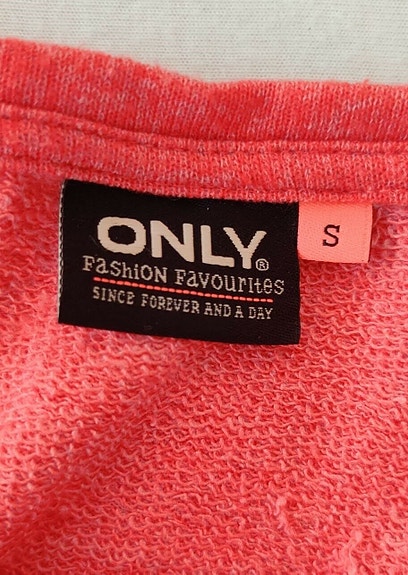 ONLY®
Fashion Favourites
SINCE FOREVER AND A DAY
S